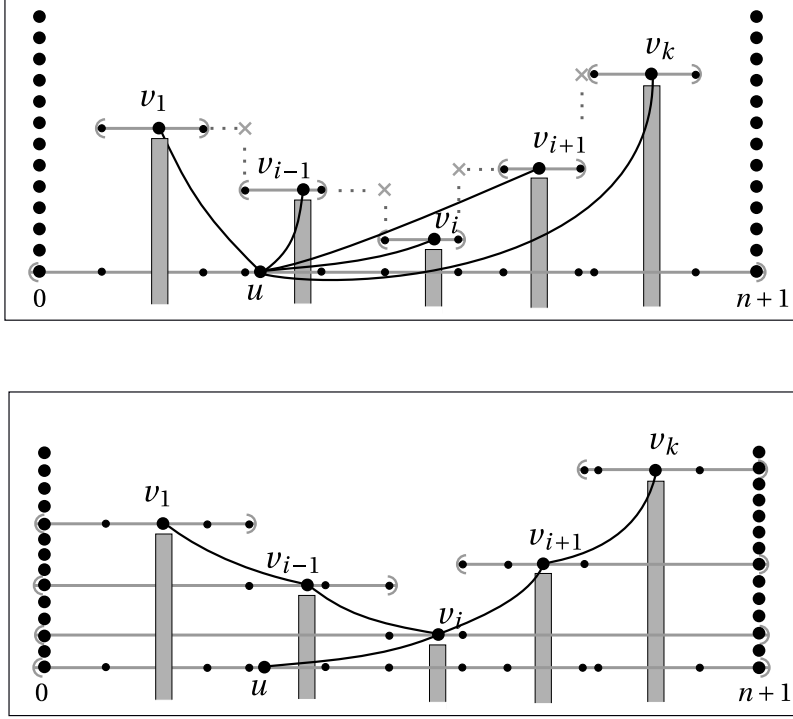 v_k
v_1
v_{i+1}
v_{i−1}
v_i
0
u
n + 1
v_k
v_1
v_{i+1}
v_{i−1}
v_i
0
u
n + 1